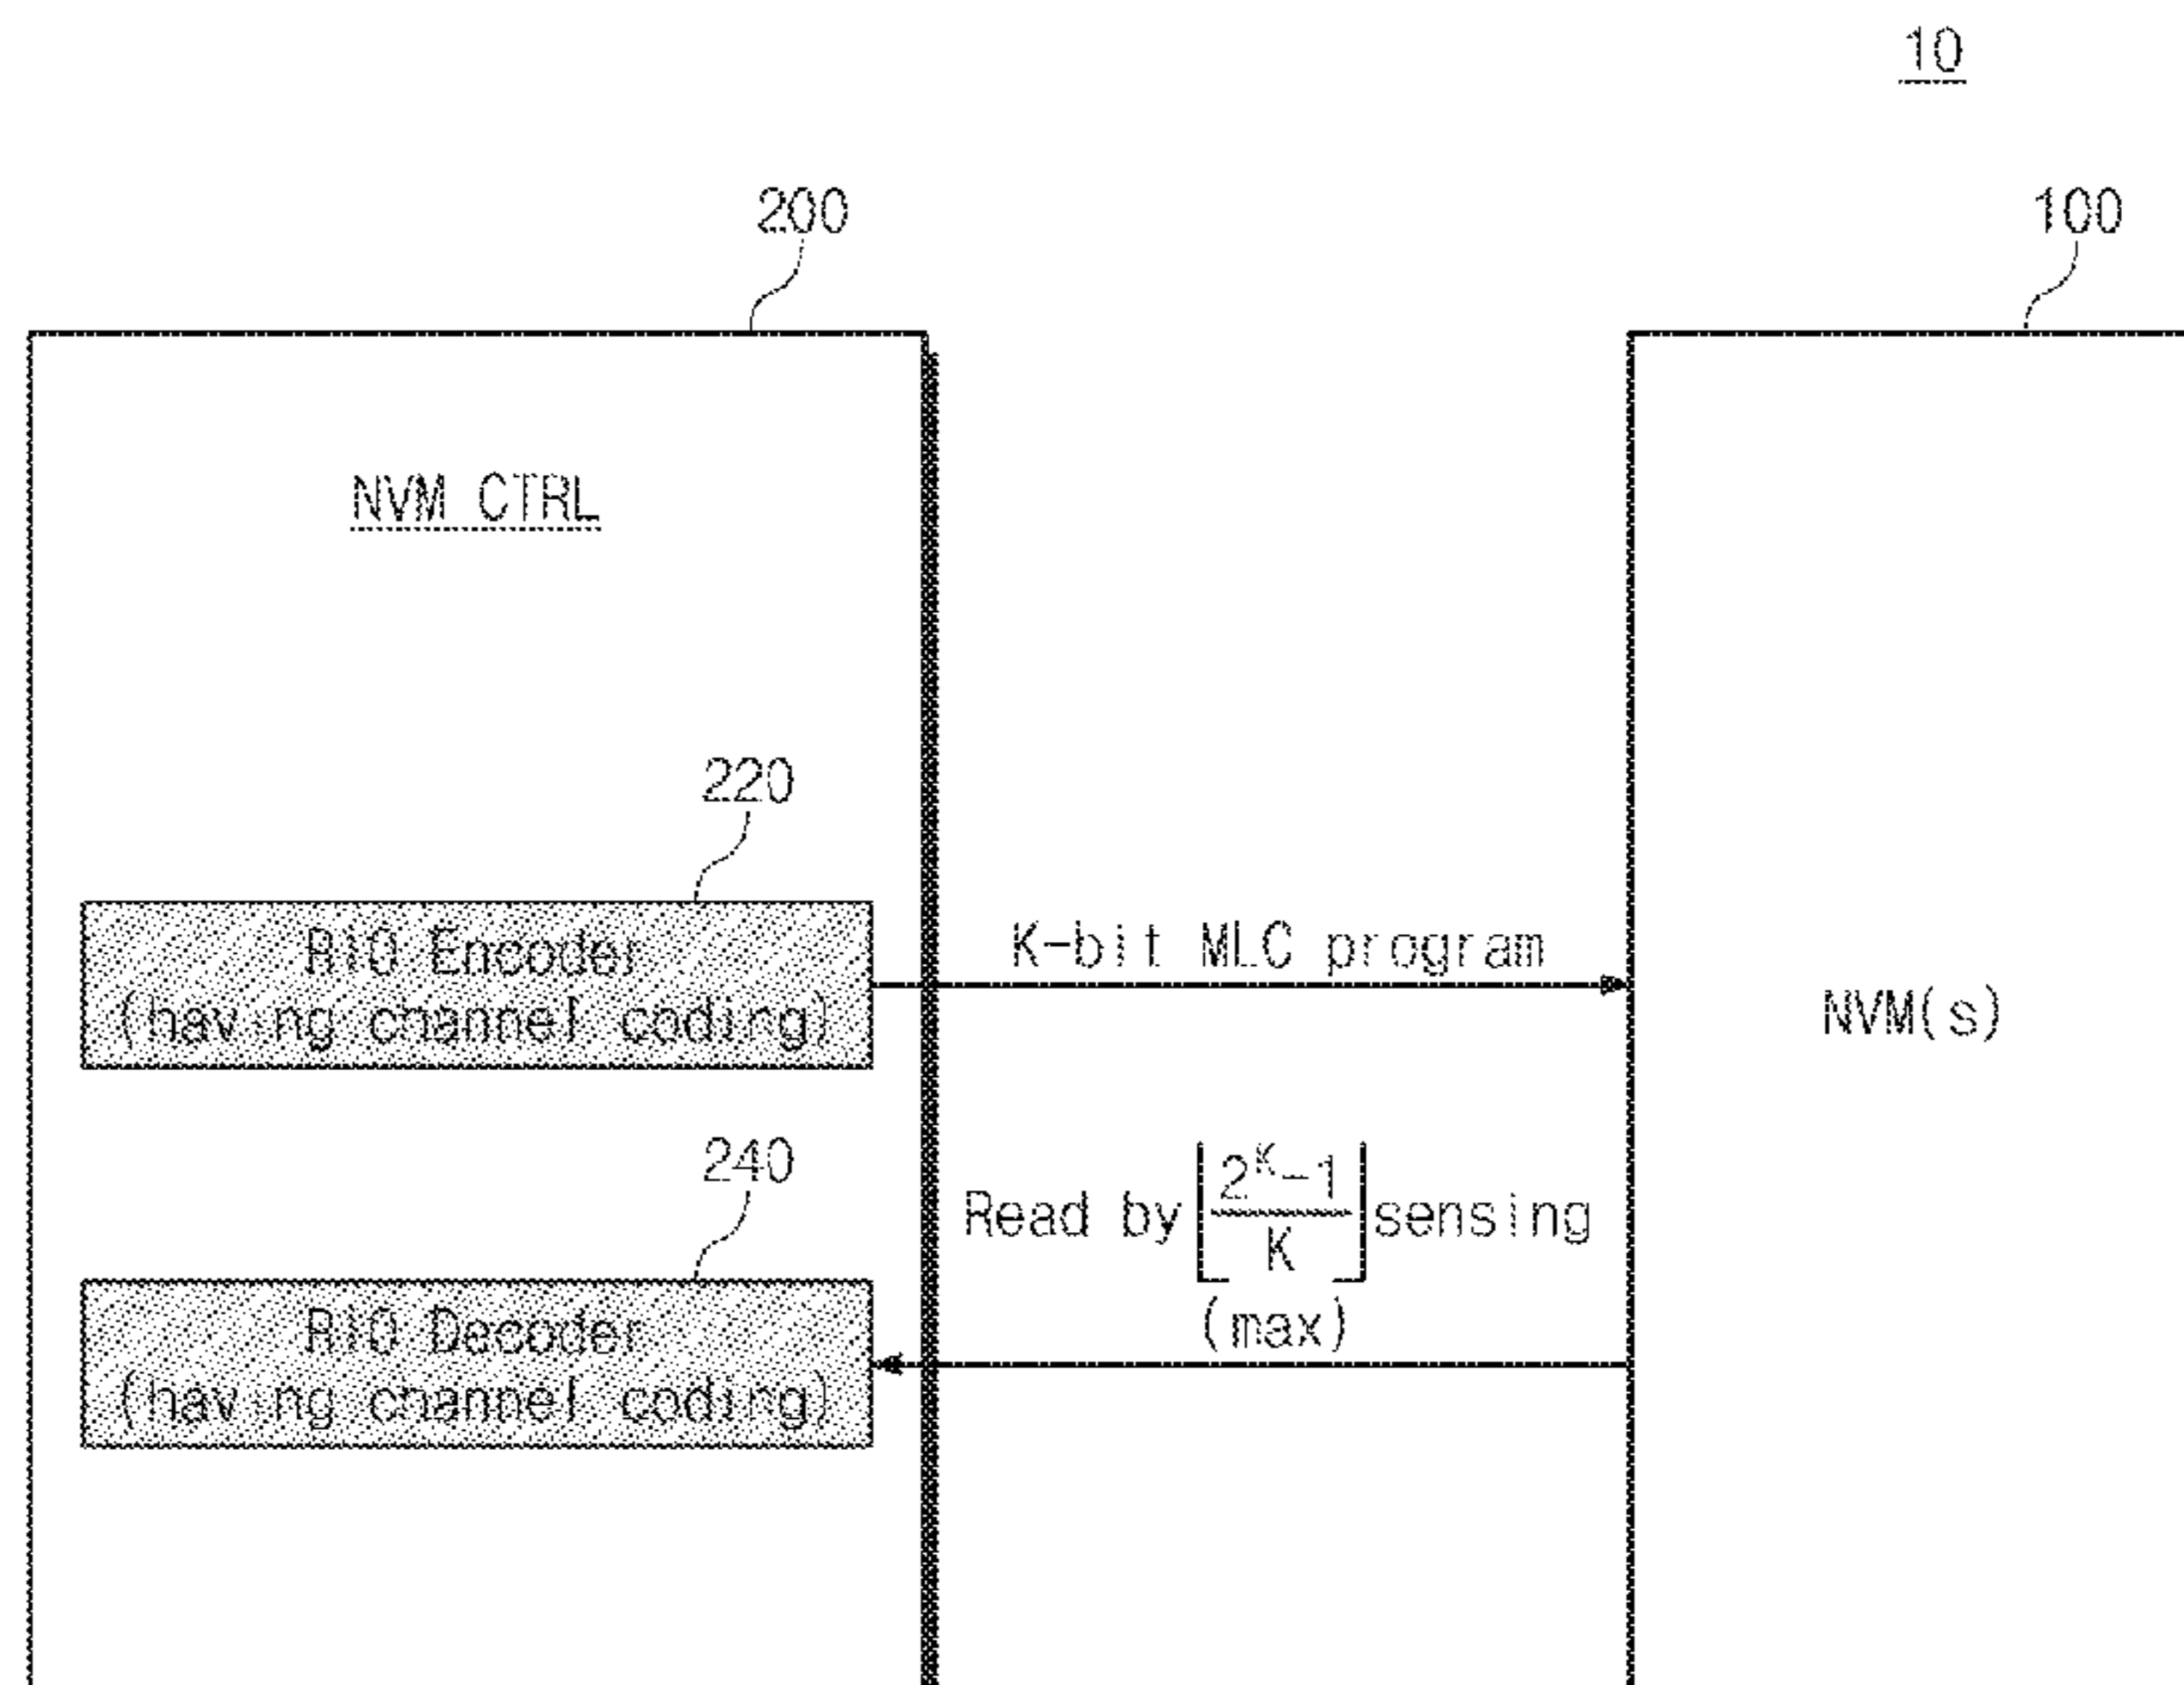 10
200
100
NVM CTRL
220
RIO Encoder
(having channel coding)
K-bit MLC program
NVM(s)
240
Read by ⌊(2^K-1)/K⌋ sensing
(max)
RIO Decoder
(having channel coding)